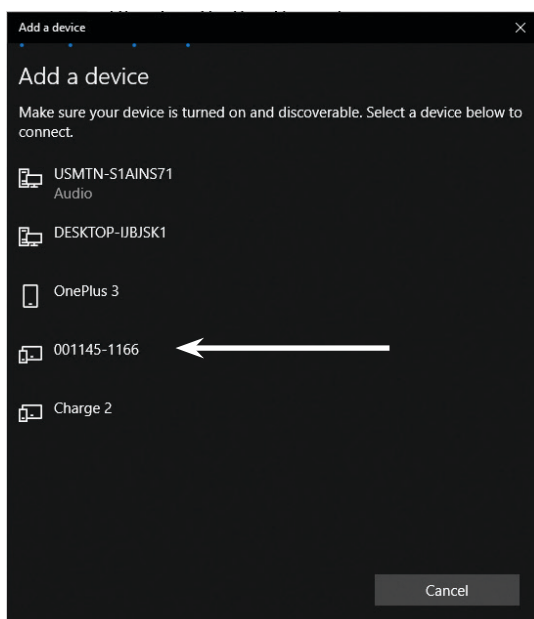 Add a device
Add a device
Make sure your device is turned on and discoverable. Select a device below to
connect.
USMTN-S1AINS71
Audio
DESKTOP-IJBJSK1
OnePlus 3
001145-1166
Charge 2
Cancel